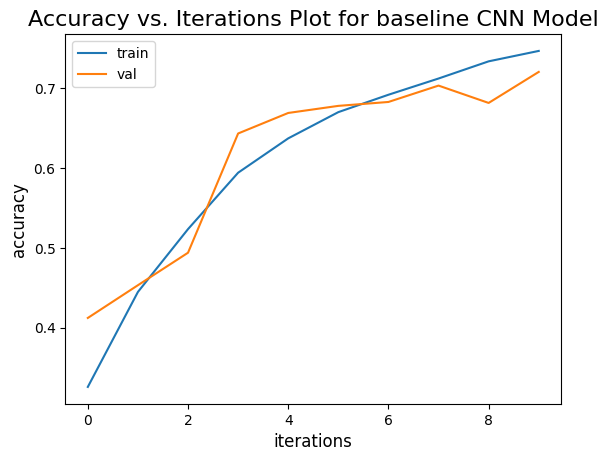 Accuracy vs. Iterations Plot for baseline CNN Model
train
val
0.7
0.6
0.5
0.4
accuracy
0 2 4 6 8
iterations